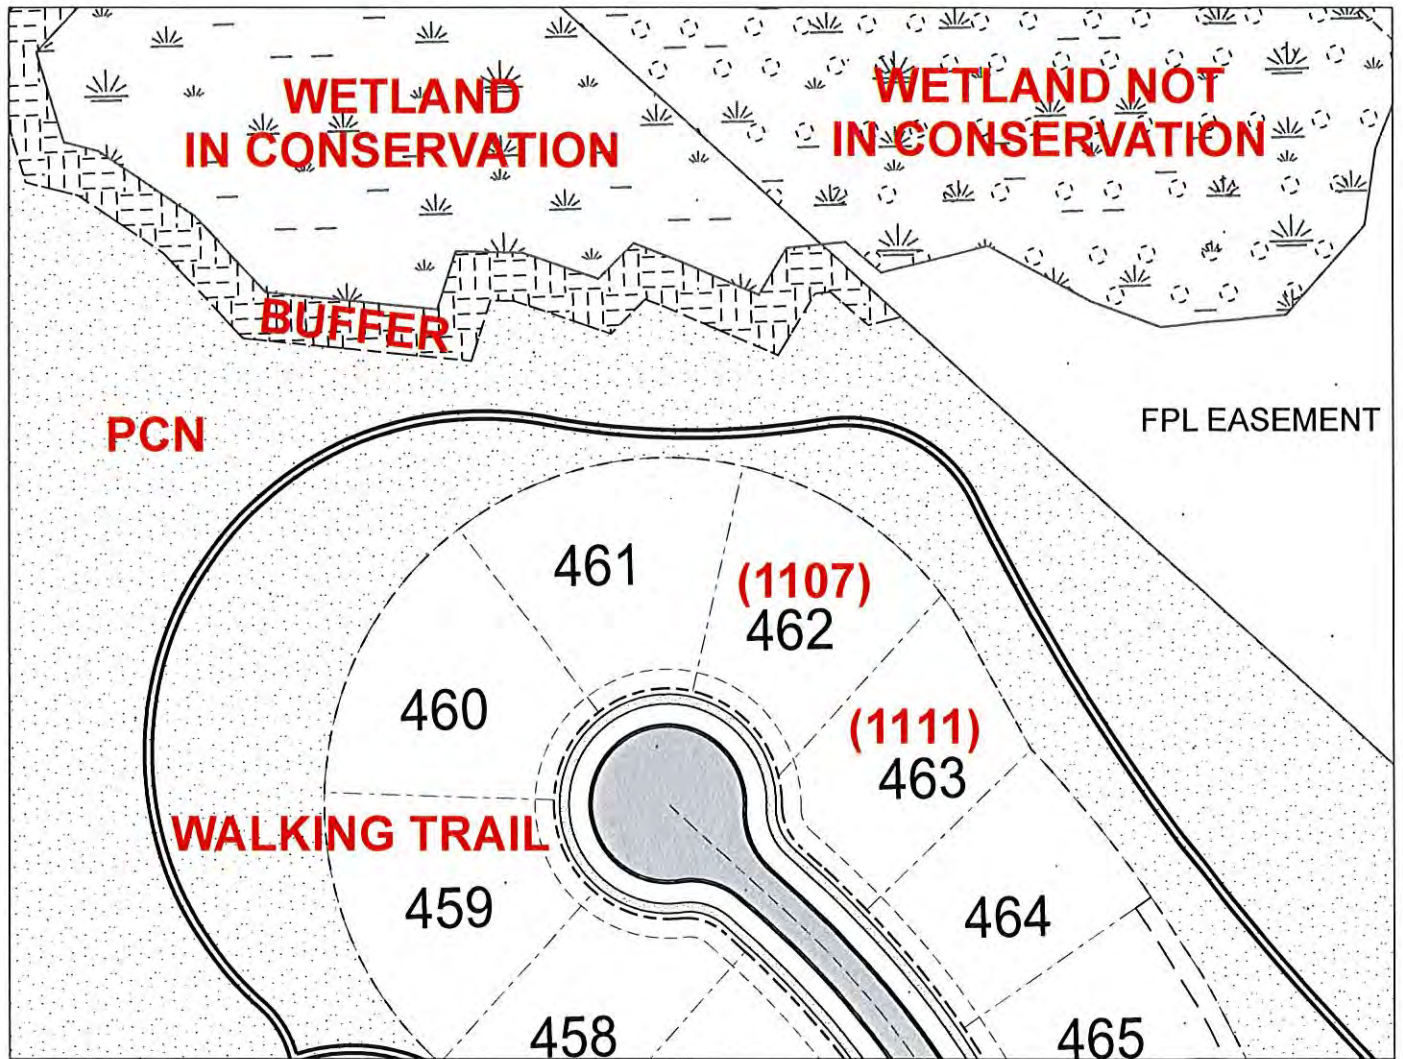 WETLAND
IN CONSERVATION
WETLAND NOT
IN CONSERVATION
BUFFER
PCN
FPL EASEMENT
461
(1107)
462
460
(1111)
463
WALKING TRAIL
459
464
458
465